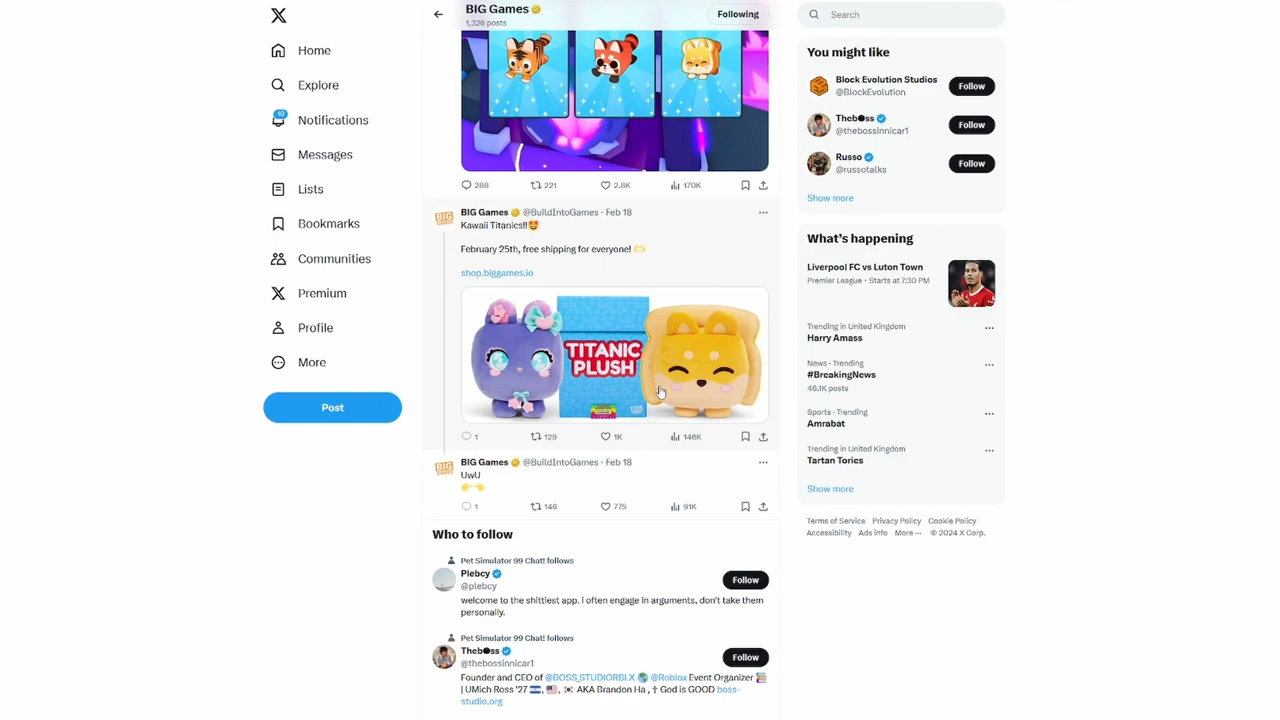 BIG Games
1,326 posts
Following
Home
Explore
10
Notifications
Messages
Lists
Bookmarks
Communities
Premium
Profile
More
Post
288
221
2.8K
170K
BIG Games @BuildIntoGames · Feb 18
Kawaii Titanics!!
February 25th, free shipping for everyone!
shop.biggames.io
TITANIC
PLUSH
1
129
1K
146K
BIG Games @BuildIntoGames · Feb 18
UwU
1
146
775
91K
Who to follow
Pet Simulator 99 Chat! follows
Plebcy
@plebcy
Follow
welcome to the shittiest app. i often engage in arguments, don't take them
personally.
Pet Simulator 99 Chat! follows
Theb●ss
@thebossinnicar1
Follow
Founder and CEO of @BOSS_STUDIORBLX @Roblox Event Organizer
| UMich Ross '27 , , AKA Brandon Ha , † God is GOOD boss-
studio.org
Search
You might like
Block Evolution Studios
@BlockEvolution
Follow
Theb●ss
@thebossinnicar1
Follow
Russo
@russotalks
Follow
Show more
What's happening
Liverpool FC vs Luton Town
Premier League · Starts at 7:30 PM
Trending in United Kingdom
Harry Amass
News · Trending
#BreakingNews
46.1K posts
Sports · Trending
Amrabat
Trending in United Kingdom
Tartan Tories
Show more
Terms of Service Privacy Policy Cookie Policy
Accessibility Ads info More ··· © 2024 X Corp.